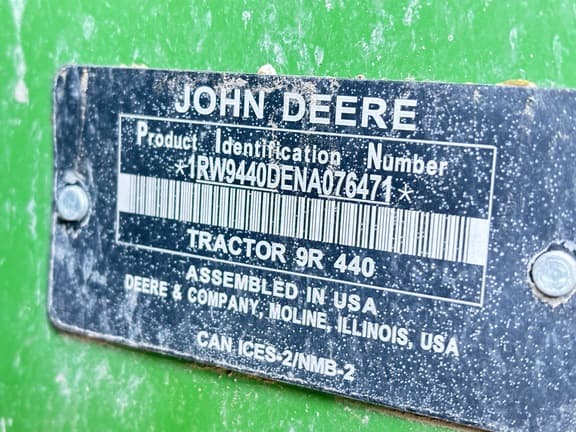 JOHN DEERE
Product Identification Number
*1RW9440DENA076471*
TRACTOR 9R 440
ASSEMBLED IN USA
DEERE & COMPANY, MOLINE, ILLINOIS, USA
CAN ICES-2/NMB-2